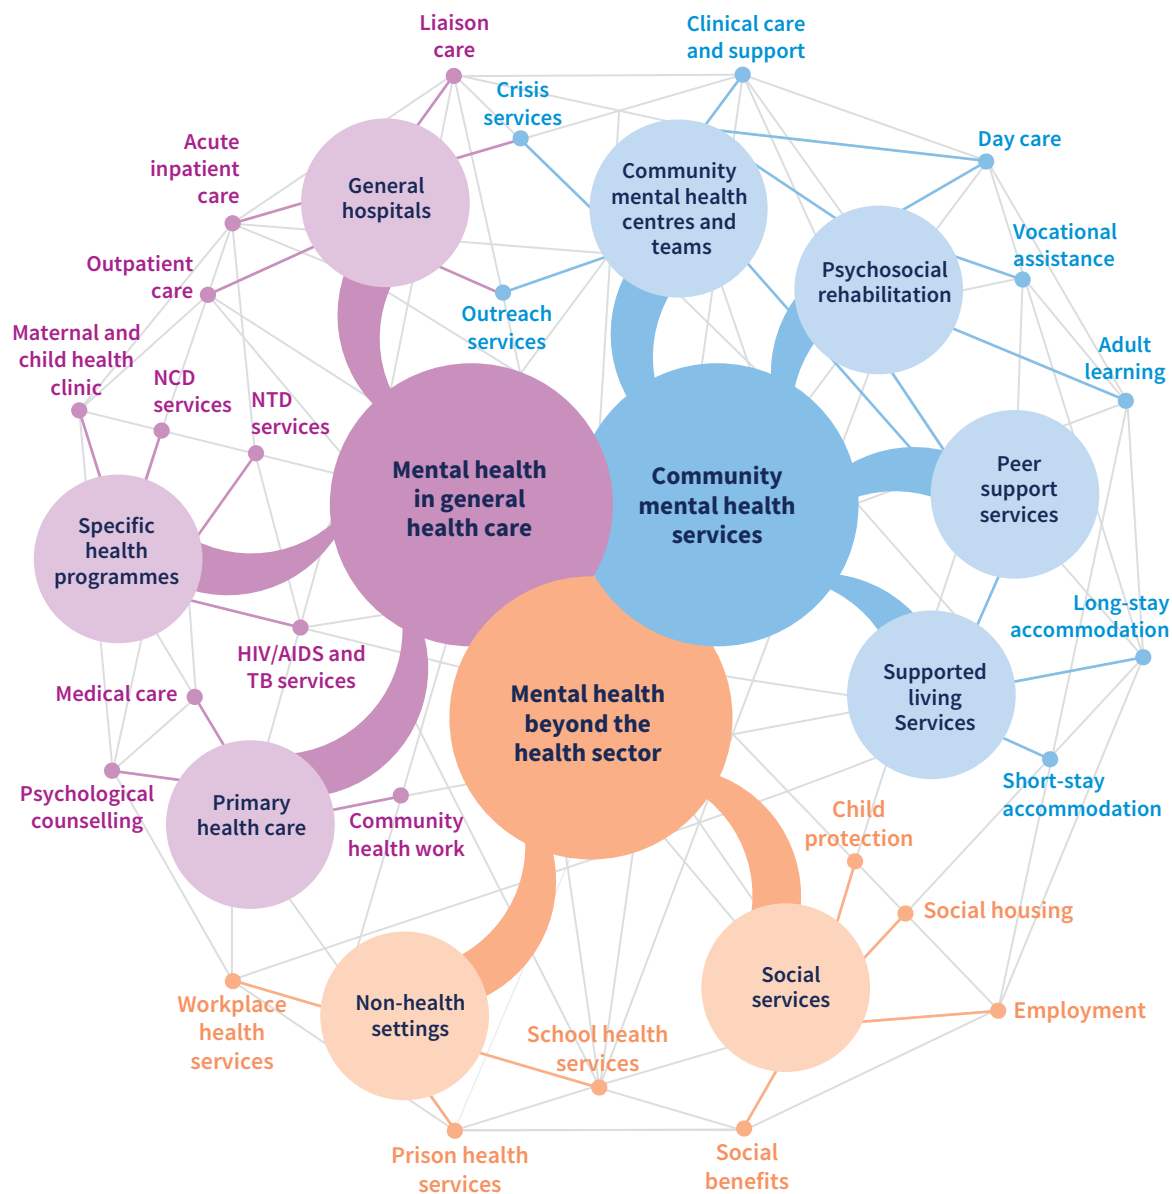 Liaison
care
Clinical care
and support
Crisis
services
Acute
inpatient
care
Day care
General
hospitals
Community
mental health
centres and
teams
Vocational
assistance
Outpatient
care
Psychosocial
rehabilitation
Outreach
services
Maternal and
child health
clinic
NCD
services
NTD
services
Adult
learning
Mental health
in general
health care
Community
mental health
services
Peer
support
services
Specific
health
programmes
Long-stay
accommodation
HIV/AIDS and
TB services
Medical care
Mental health
beyond the
health sector
Supported
living
Services
Short-stay
accommodation
Psychological
counselling
Primary
health care
Community
health work
Child
protection
Social housing
Social
services
Non-health
settings
Workplace
health
services
Employment
School health
services
Prison health
services
Social
benefits